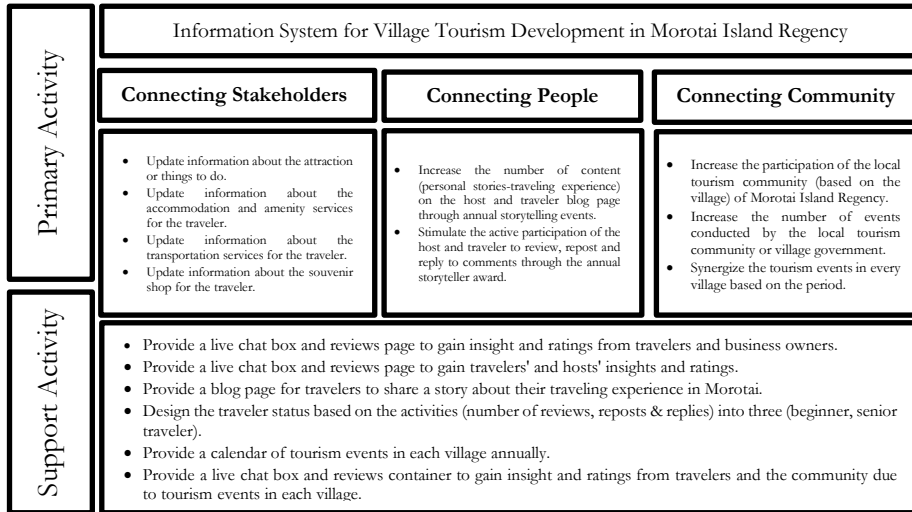 Primary Activity
Information System for Village Tourism Development in Morotai Island Regency
Connecting Stakeholders
• Update information about the attraction
or things to do.
• Update information about the
accommodation and amenity services
for the traveler.
• Update information about the
transportation services for the traveler.
• Update information about the souvenir
shop for the traveler.
Connecting People
• Increase the number of content
(personal stories-traveling experience)
on the host and traveler blog page
through annual storytelling events.
• Stimulate the active participation of the
host and traveler to review, repost and
reply to comments through the annual
storyteller award.
Connecting Community
• Increase the participation of the local
tourism community (based on the
village) of Morotai Island Regency.
• Increase the number of events
conducted by the local tourism
community or village government.
• Synergize the tourism events in every
village based on the period.
Support Activity
• Provide a live chat box and reviews page to gain insight and ratings from travelers and business owners.
• Provide a live chat box and reviews page to gain travelers' and hosts' insights and ratings.
• Provide a blog page for travelers to share a story about their traveling experience in Morotai.
• Design the traveler status based on the activities (number of reviews, reposts & replies) into three (beginner, senior
traveler).
• Provide a calendar of tourism events in each village annually.
• Provide a live chat box and reviews container to gain insight and ratings from travelers and the community due
to tourism events in each village.